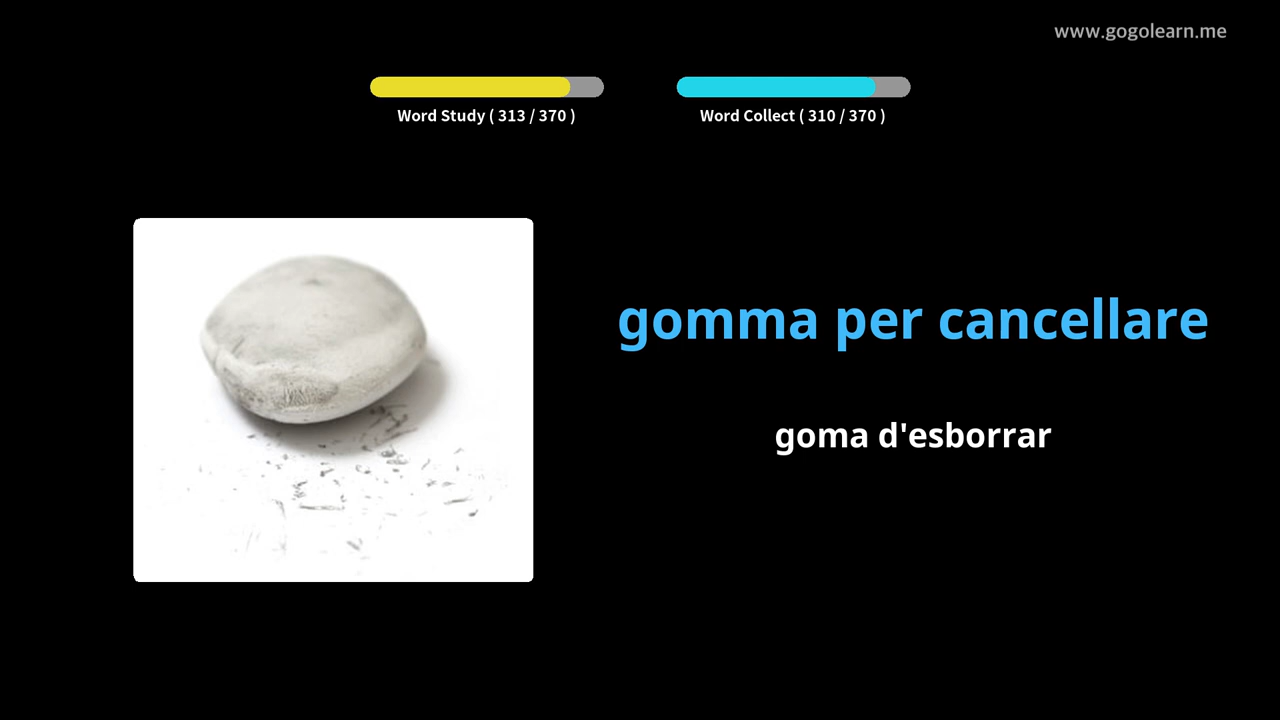 www.gogolearn.me
Word Study ( 313 / 370 )
Word Collect ( 310 / 370 )
gomma per cancellare
goma d'esborrar